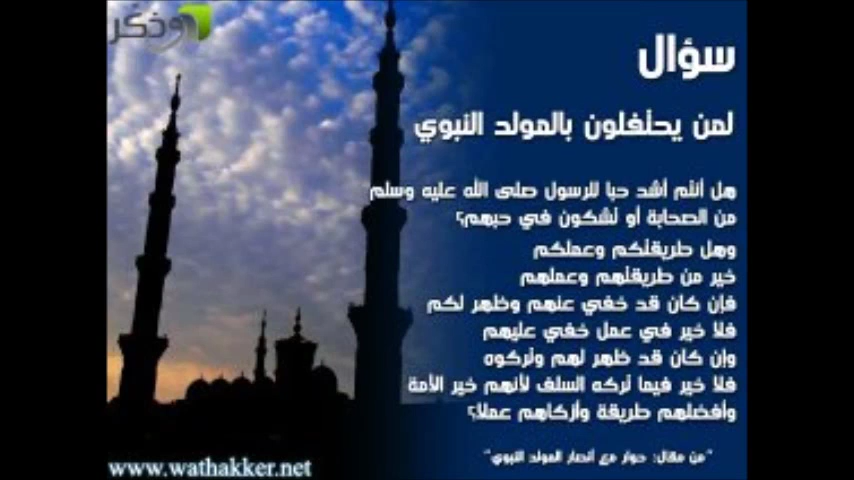 وذكر
سؤال
لمن يحتفلون بالمولد النبوي
هل أنتم أشد حبا للرسول صلى الله عليه وسلم
من الصحابة أو تشكون في حبهم؟
وهل طريقتكم وعملكم
خير من طريقتهم وعملهم
فإن كان قد خفي عنهم وظهر لكم
فلا خير في عمل خفي عليهم
وإن كان قد ظهر لهم وتركوه
فلا خير فيما تركه السلف لأنهم خير الأمة
وأفضلهم طريقة وأزكاهم عملا؟
"من مقال: حوار مع أنصار المولد النبوي"
www.wathakker.net